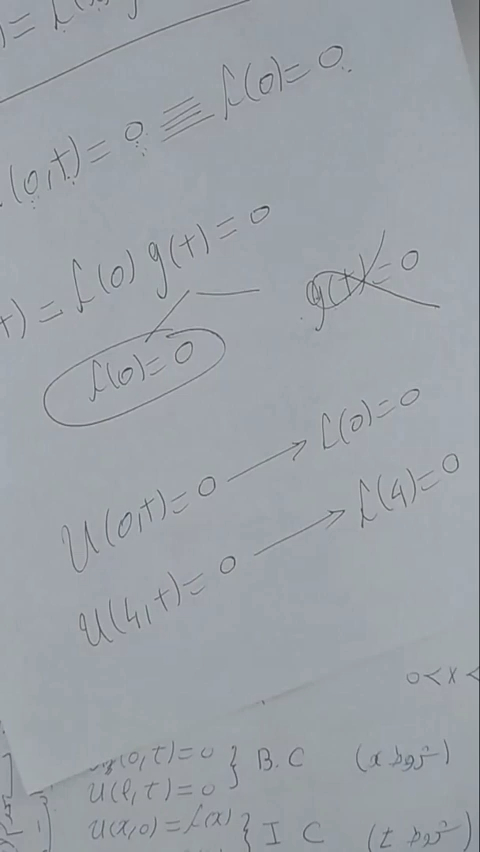 (0,t) = 0 ≡ f(0) = 0
t) = f(0) g(t) = 0
f(0) = 0
g(t) = 0
U(0,t) = 0 → f(0) = 0
U(4,t) = 0 → f(4) = 0
0 < x <
(0,t) = 0 } B.C
U(l,t) = 0
U(x,0) = f(x) } I C